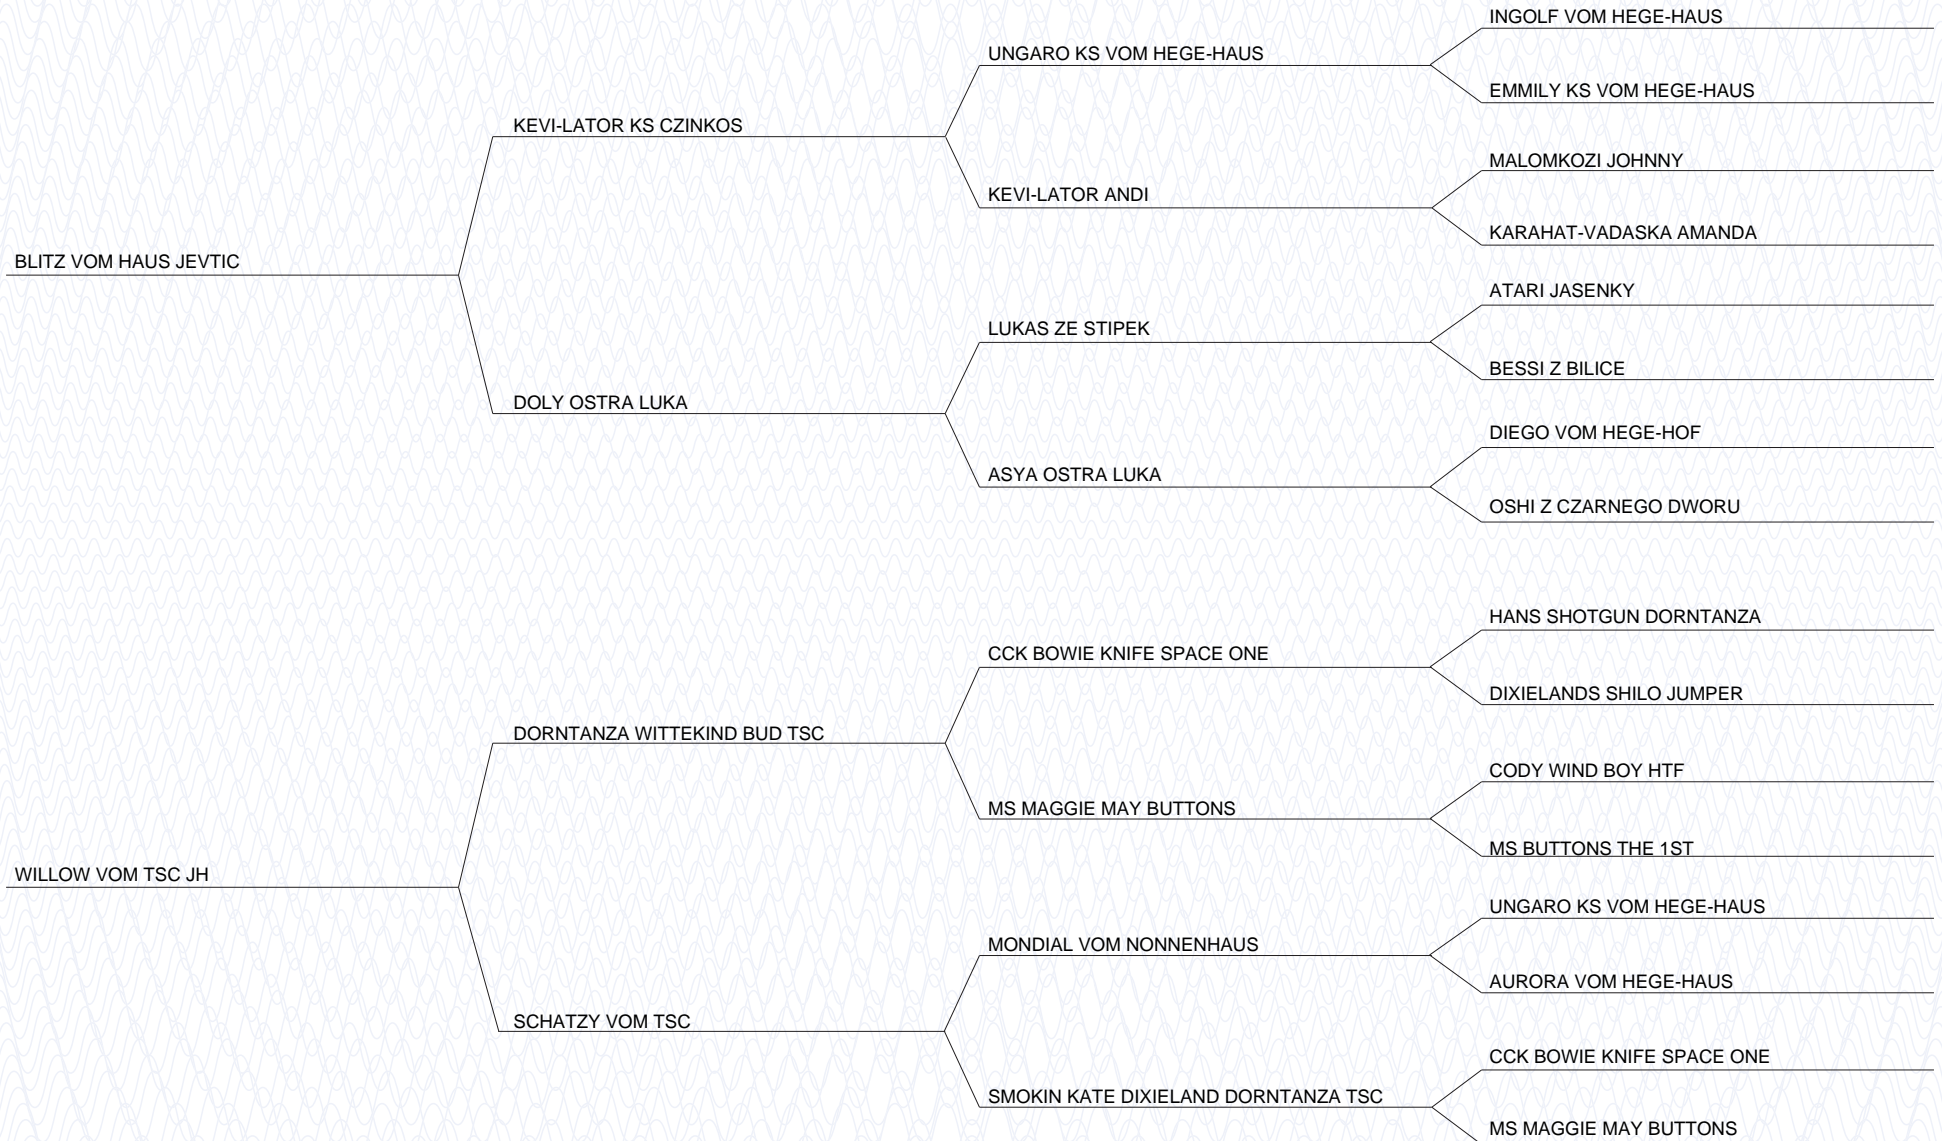 INGOLF VOM HEGE-HAUS
UNGARO KS VOM HEGE-HAUS
EMMILY KS VOM HEGE-HAUS
KEVI-LATOR KS CZINKOS
MALOMKOZI JOHNNY
KEVI-LATOR ANDI
KARAHAT-VADASKA AMANDA
BLITZ VOM HAUS JEVTIC
ATARI JASENKY
LUKAS ZE STIPEK
BESSI Z BILICE
DOLY OSTRA LUKA
DIEGO VOM HEGE-HOF
ASYA OSTRA LUKA
OSHI Z CZARNEGO DWORU
HANS SHOTGUN DORNTANZA
CCK BOWIE KNIFE SPACE ONE
DIXIELANDS SHILO JUMPER
DORNTANZA WITTEKIND BUD TSC
CODY WIND BOY HTF
MS MAGGIE MAY BUTTONS
MS BUTTONS THE 1ST
WILLOW VOM TSC JH
UNGARO KS VOM HEGE-HAUS
MONDIAL VOM NONNENHAUS
AURORA VOM HEGE-HAUS
SCHATZY VOM TSC
CCK BOWIE KNIFE SPACE ONE
SMOKIN KATE DIXIELAND DORNTANZA TSC
MS MAGGIE MAY BUTTONS